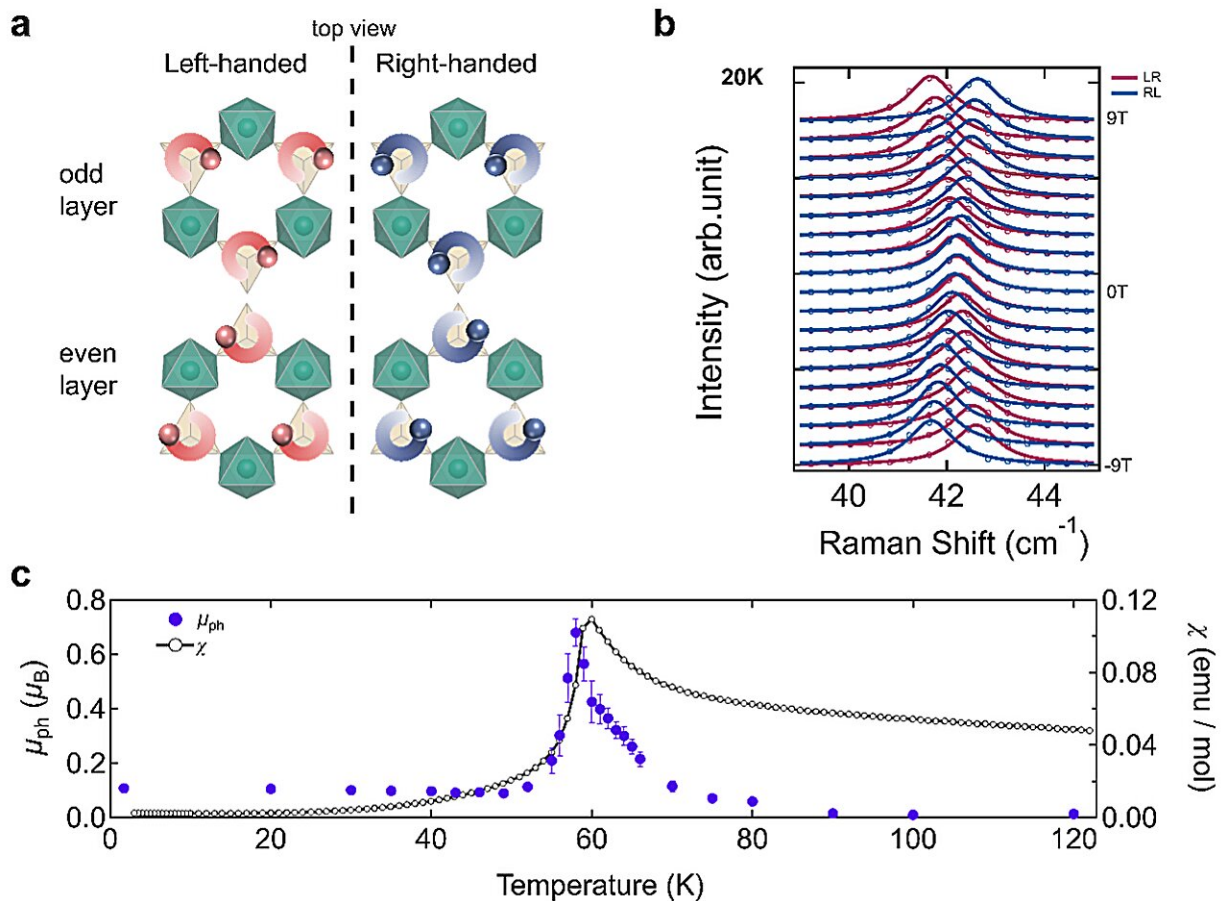 a
top view
Left-handed
Right-handed
odd
layer
even
layer
b
20K
LR
RL
9T
0T
-9T
Intensity (arb.unit)
40 42 44
Raman Shift (cm⁻¹)
c
μph
χ
0.8
0.6
0.4
0.2
0.0
μph (μB)
0.12
0.08
0.04
0.00
χ (emu / mol)
0 20 40 60 80 100 120
Temperature (K)